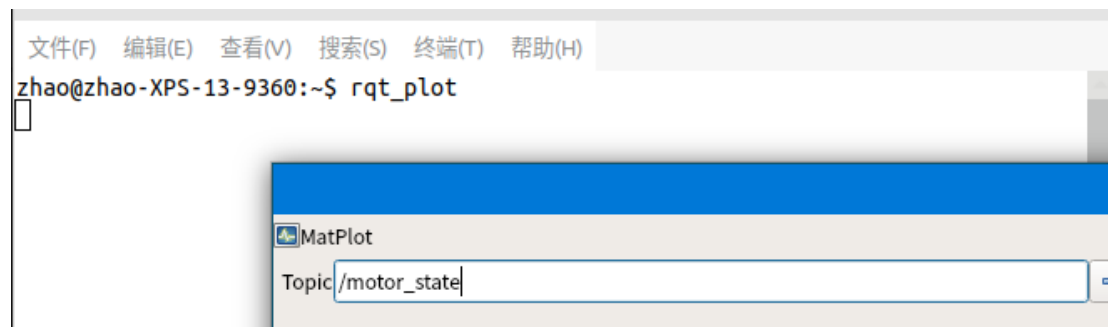 文件(F) 编辑(E) 查看(V) 搜索(S) 终端(T) 帮助(H)
zhao@zhao-XPS-13-9360:~$ rqt_plot
MatPlot
Topic /motor_state